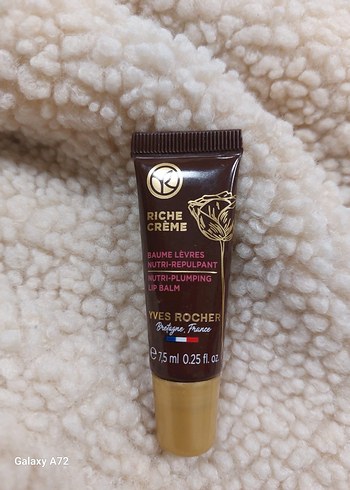 RICHE
CRÈME
BAUME LÈVRES
NUTRI-REPULPANT
NUTRI-PLUMPING
LIP BALM
YVES ROCHER
Bretagne, France
℮ 7,5 ml 0.25 fl. oz.
Galaxy A72